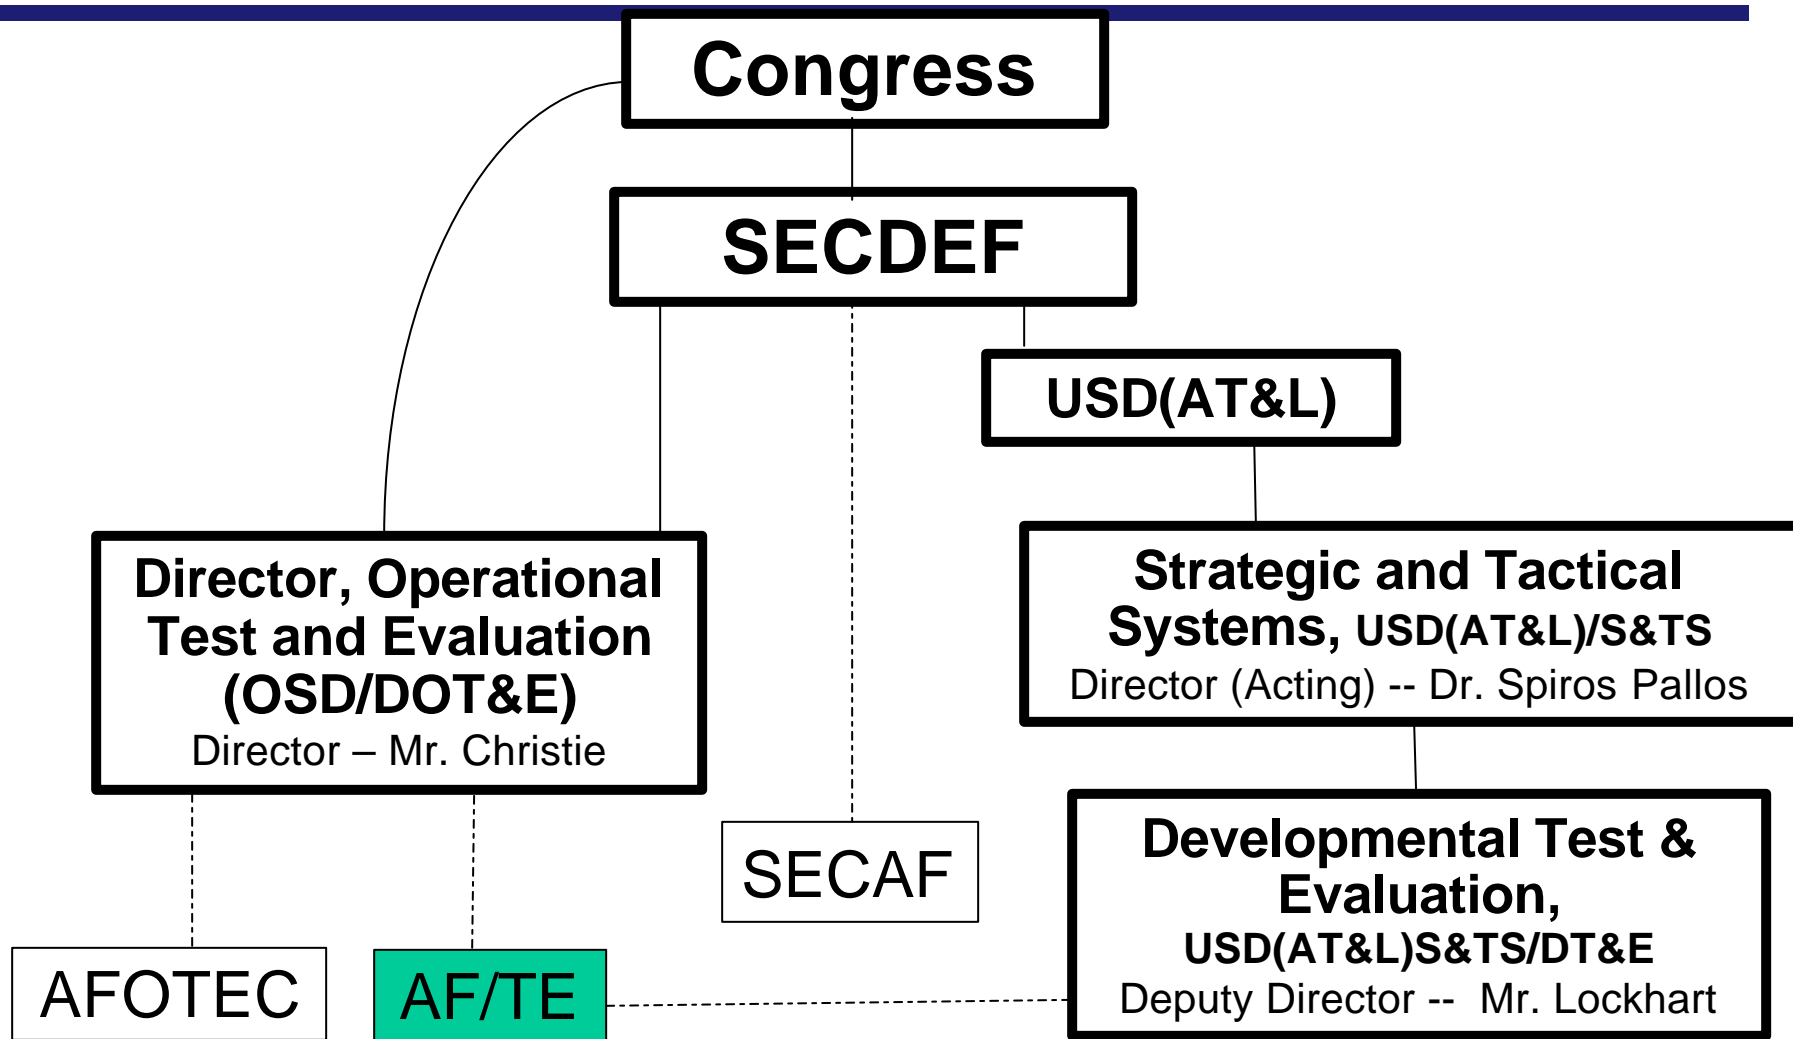 Congress
SECDEF
USD(AT&L)
Director, Operational
Test and Evaluation
(OSD/DOT&E)
Director – Mr. Christie
Strategic and Tactical
Systems, USD(AT&L)/S&TS
Director (Acting) -- Dr. Spiros Pallos
SECAF
Developmental Test &
Evaluation,
USD(AT&L)S&TS/DT&E
Deputy Director -- Mr. Lockhart
AFOTEC
AF/TE